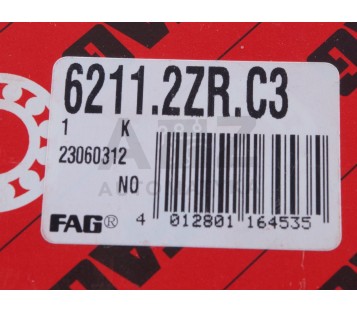 6211.2ZR.C3
1 K
23060312
NO
FAG® 4 012801 164535